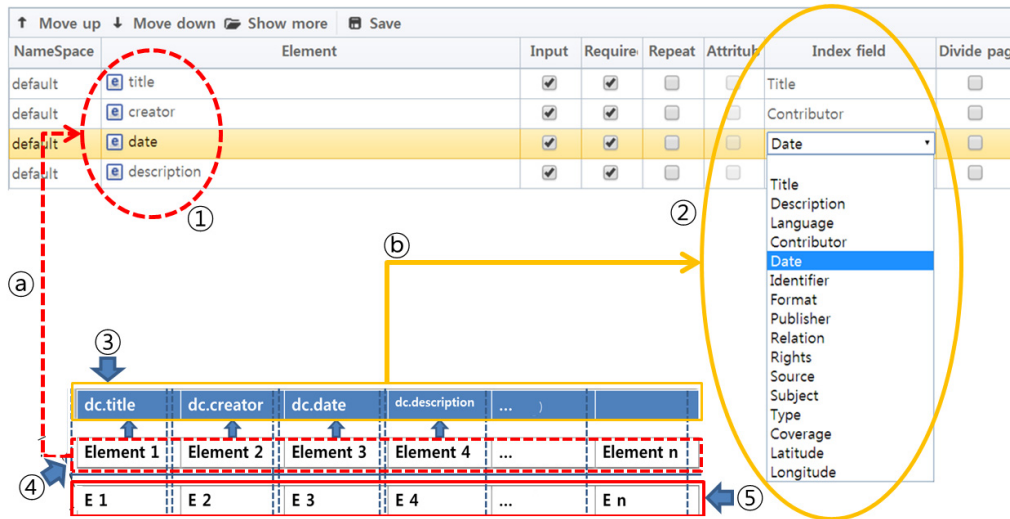 Move up Move down Show more Save
NameSpace Element Input Require Repeat Attritub Index field Divide pag
default e title Title
default e creator Contributor
default e date Date
default e description
Title
Description
Language
Contributor
Date
Identifier
Format
Publisher
Relation
Rights
Source
Subject
Type
Coverage
Latitude
Longitude
①
②
ⓑ
ⓐ
③
dc.title dc.creator dc.date dc.description ... )
Element 1 Element 2 Element 3 Element 4 ... Element n
④
E 1 E 2 E 3 E 4 ... E n
⑤